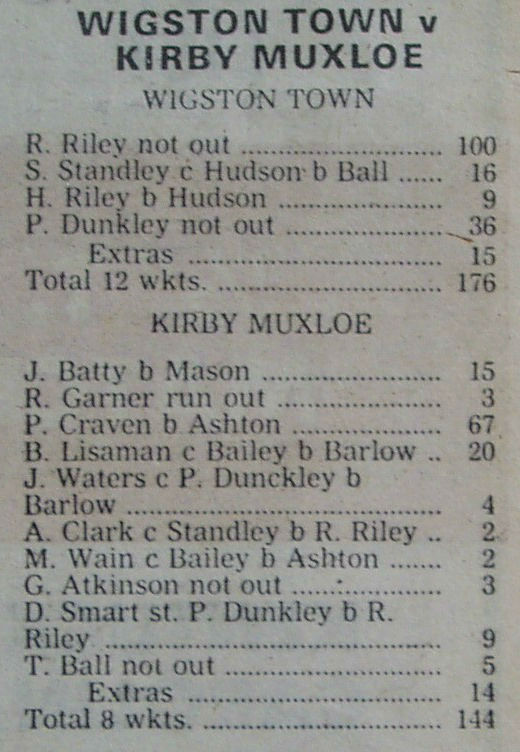 WIGSTON TOWN v
KIRBY MUXLOE
WIGSTON TOWN
R. Riley not out ........................... 100
S. Standley c Hudson b Ball ...... 16
H. Riley b Hudson ...................... 9
P. Dunkley not out ..................... 36
Extras .................................. 15
Total 12 wkts. .............................. 176
KIRBY MUXLOE
J. Batty b Mason ........................ 15
R. Garner run out ...................... 3
P. Craven b Ashton .................... 67
B. Lisaman c Bailey b Barlow .. 20
J. Waters c P. Dunckley b
Barlow .......................................... 4
A. Clark c Standley b R. Riley .. 2
M. Wain c Bailey b Ashton ....... 2
G. Atkinson not out .................... 3
D. Smart st. P. Dunkley b R.
Riley ............................................. 9
T. Ball not out ............................. 5
Extras .................................. 14
Total 8 wkts. ................................ 144